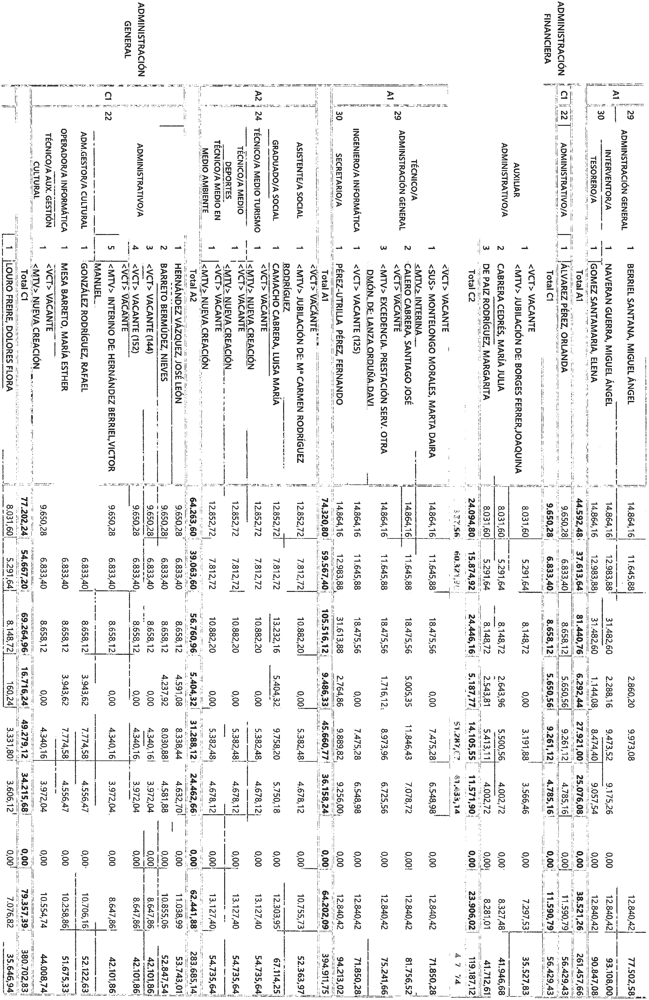 ADMINISTRACIÓN
FINANCIERA
A1 29 ADMINSTRACIÓN GENERAL 1 BERRIEL SANTANA, MIGUEL ÁNGEL 14.864,16 11.645,88 2.860,20 9.973,08 12.840,42 77.502,58
30 INTERVENTOR/A 1 NAVERAN GUERRA, MIGUEL ÁNGEL 14.864,16 12.983,88 31.482,60 2.288,16 9.473,52 9.175,26 0,00 12.840,42 93.108,00
TESORERO/A 1 GOMEZ SANTAMARIA, ELENA 14.864,16 12.983,88 31.482,60 1.144,08 8.474,40 9.057,54 0,00 12.840,42 90.847,08
Total A1 44.592,48 37.613,64 81.440,76 6.292,44 27.921,00 25.076,08 0,00 38.521,26 261.457,66
C1 22 ADMINISTRATIVO/A 1 ÁLVAREZ PÉREZ, ORLANDA 9.650,28 6.833,40 8.658,12 5.650,56 9.261,12 4.785,16 0,00 11.590,79 56.429,43
Total C1 9.650,28 6.833,40 8.658,12 5.650,56 9.261,12 4.785,16 0,00 11.590,79 56.429,43
AUXILIAR
ADMINISTRATIVO/A
<VCT> VACANTE
1 <MTV> JUBILACIÓN DE: BORGES FERRER,JOAQUINA 8.031,60 5.291,64 8.148,72 0,00 3.191,88 3.566,46 0,00 7.297,53 35.527,83
2 CABRERA CEDRÉS, MARÍA JULIA 8.031,60 5.291,64 8.148,72 2.643,96 5.500,56 4.002,72 0,00 8.327,48 41.946,68
3 DE PAIZ RODRÍGUEZ, MARGARITA 8.031,60 5.291,64 8.148,72 2.543,81 5.413,11 4.002,72 0,00 8.281,01 41.712,61
Total C2 24.094,80 15.874,92 24.446,16 5.187,77 14.105,55 11.571,90 0,00 23.906,02 119.187,12
ADMINISTRACIÓN
GENERAL
A1 29 TÉCNICO/A
ADMINSTRACIÓN GENERAL
<VCT> VACANTE
1 <SUS> MONTELONGO MORALES, MARTA DAIRA 14.864,16 11.645,88 18.475,56 0,00 7.475,28 6.548,98 0,00 12.840,42 71.850,28
<MTV> INTERINA
2 CALERO CABRERA, SANTIAGO JOSÉ 14.864,16 11.645,88 18.475,56 5.005,35 11.846,43 7.078,72 0,00 12.840,42 81.756,52
<VCT> VACANTE
3 <MTV> EXCEDENCIA. PRESTACIÓN SERV. OTRA 14.864,16 11.645,88 18.475,56 1.716,12 8.973,96 6.725,56 0,00 12.840,42 75.241,66
DMÓN. DE: LANZA ORDUÑA.DAVI
INGENIERO/A INFORMÁTICA 1 <VCT> VACANTE (125) 14.864,16 11.645,88 18.475,56 0,00 7.475,28 6.548,98 0,00 12.840,42 71.850,28
30 SECRETARIO/A 1 PÉREZ-UTRILLA PÉREZ, FERNANDO 14.864,16 12.983,88 31.613,88 2.764,86 9.889,82 9.256,00 0,00 12.840,42 94.213,02
Total A1 74.320,80 59.567,40 105.516,12 9.486,33 45.660,77 36.158,24 0,00 64.202,09 394.911,75
A2 24 ASISTENTE/A SOCIAL 1
<VCT> VACANTE
<MTV> JUBILACIÓN DE: Mª CARMEN RODRÍGUEZ 12.852,72 7.812,72 10.882,20 0,00 5.382,48 4.678,12 0,00 10.755,73 52.363,97
RODRÍGUEZ
GRADUADO/A SOCIAL 1 CAMACHO CABRERA, LUISA MARÍA 12.852,72 7.812,72 13.232,16 5.404,32 9.758,20 5.750,18 0,00 12.303,95 67.114,25
TÉCNICO/A MEDIO TURISMO 1 <VCT> VACANTE 12.852,72 7.812,72 10.882,20 0,00 5.382,48 4.678,12 0,00 13.127,40 54.735,64
<MTV> NUEVA CREACIÓN
TÉCNICO/A MEDIO
DEPORTES 1 <VCT> VACANTE 12.852,72 7.812,72 10.882,20 0,00 5.382,48 4.678,12 0,00 13.127,40 54.735,64
<MTV> NUEVA CREACIÓN
TÉCNICO/A MEDIO EN
MEDIO AMBIENTE 1 <VCT> VACANTE 12.852,72 7.812,72 10.882,20 0,00 5.382,48 4.678,12 0,00 13.127,40 54.735,64
<MTV> NUEVA CREACIÓN
Total A2 64.263,60 39.063,60 56.760,96 5.404,32 31.288,12 24.462,66 0,00 62.441,88 283.685,14
C1 22 ADMINISTRATIVO/A
1 HERNÁNDEZ VÁZQUEZ, JOSÉ LEÓN 9.650,28 6.833,40 8.658,12 4.591,08 8.338,44 4.632,70 0,00 11.038,99 53.743,01
2 BARRETO BERMÚDEZ, NIEVES 9.650,28 6.833,40 8.658,12 4.237,92 8.030,88 4.581,88 0,00 10.855,06 52.847,54
3 <VCT> VACANTE (144) 9.650,28 6.833,40 8.658,12 0,00 4.340,16 3.972,04 0,00 8.647,86 42.101,86
4 <VCT> VACANTE (152) 9.650,28 6.833,40 8.658,12 0,00 4.340,16 3.972,04 0,00 8.647,86 42.101,86
<VCT> VACANTE
5 <MTV> INTERINO DE: HERNÁNDEZ BERRIEL,VICTOR 9.650,28 6.833,40 8.658,12 0,00 4.340,16 3.972,04 0,00 8.647,86 42.101,86
MANUEL
ADM.GESTOR/A CULTURAL 1 GONZÁLEZ RODRÍGUEZ, RAFAEL 6.833,40 8.658,12 3.943,62 7.774,58 4.556,47 0,00 10.706,16 52.122,63
OPERADOR/A INFORMÁTICA 1 MESA BARRETO, MARÍA ESTHER 6.833,40 8.658,12 3.943,62 7.774,58 4.556,47 0,00 10.258,86 51.675,33
TÉCNICO/A AUX. GESTIÓN
CULTURAL 1 <VCT> VACANTE 9.650,28 6.833,40 8.658,12 0,00 4.340,16 3.972,04 0,00 10.554,74 44.008,74
<MTV> NUEVA CREACIÓN
Total C1 77.202,24 54.667,20 69.264,96 16.716,24 49.279,12 34.215,68 0,00 79.357,39 380.702,83
1 LOURO FREIRE, DOLORES FLORA 8.031,60 5.291,64 8.148,72 160,24 3.331,80 3.606,12 0,00 7.076,82 35.646,94